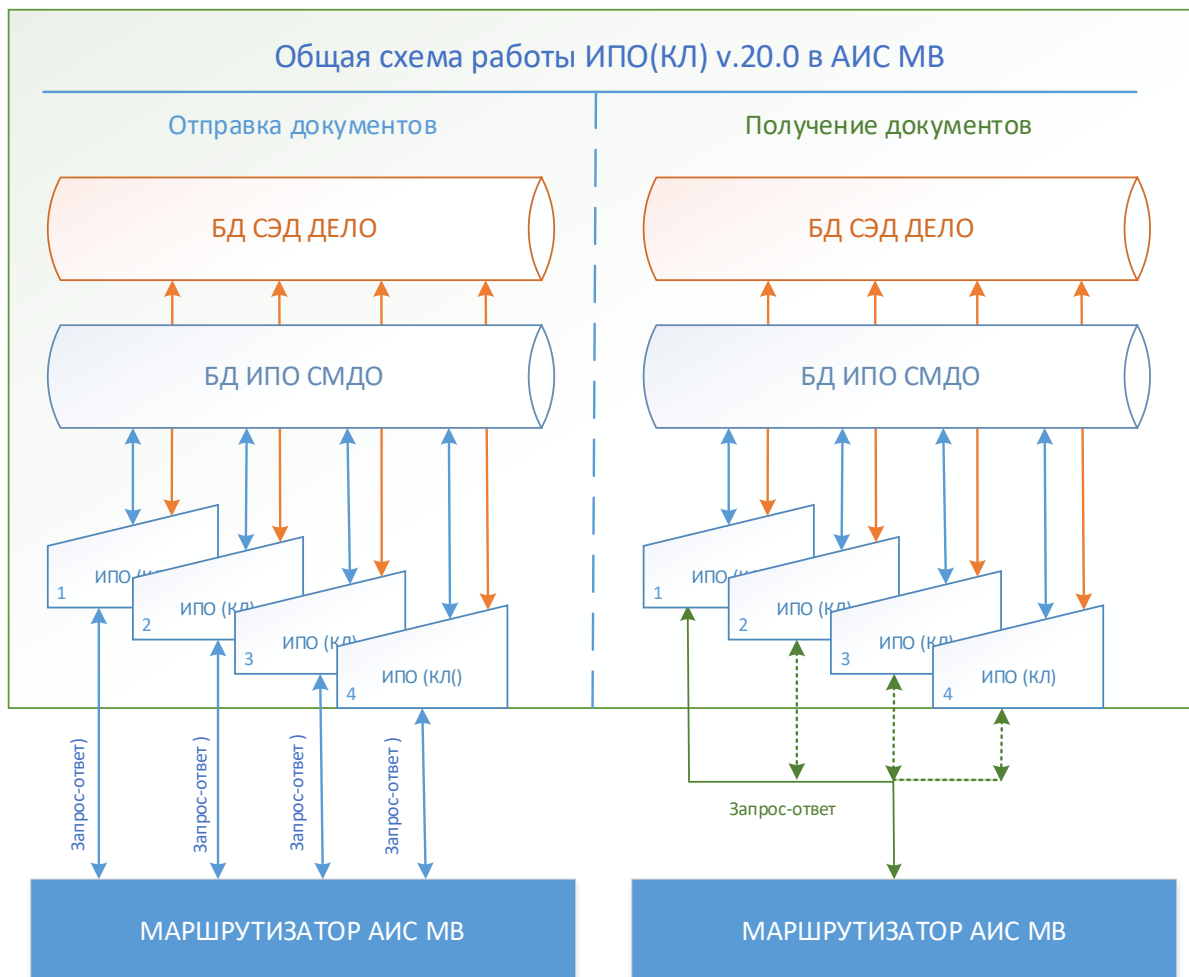 Общая схема работы ИПО(КЛ) v.20.0 в АИС МВ
Отправка документов
БД СЭД ДЕЛО
БД ИПО СМДО
1
ИПО
2
ИПО (КЛ)
3
ИПО (КЛ)
4
ИПО (КЛ()
Запрос-ответ )
Запрос-ответ )
Запрос-ответ )
Запрос-ответ )
МАРШРУТИЗАТОР АИС МВ
Получение документов
БД СЭД ДЕЛО
БД ИПО СМДО
1
ИПО
2
ИПО (КЛ)
3
ИПО (КЛ)
4
ИПО (КЛ)
Запрос-ответ
МАРШРУТИЗАТОР АИС МВ